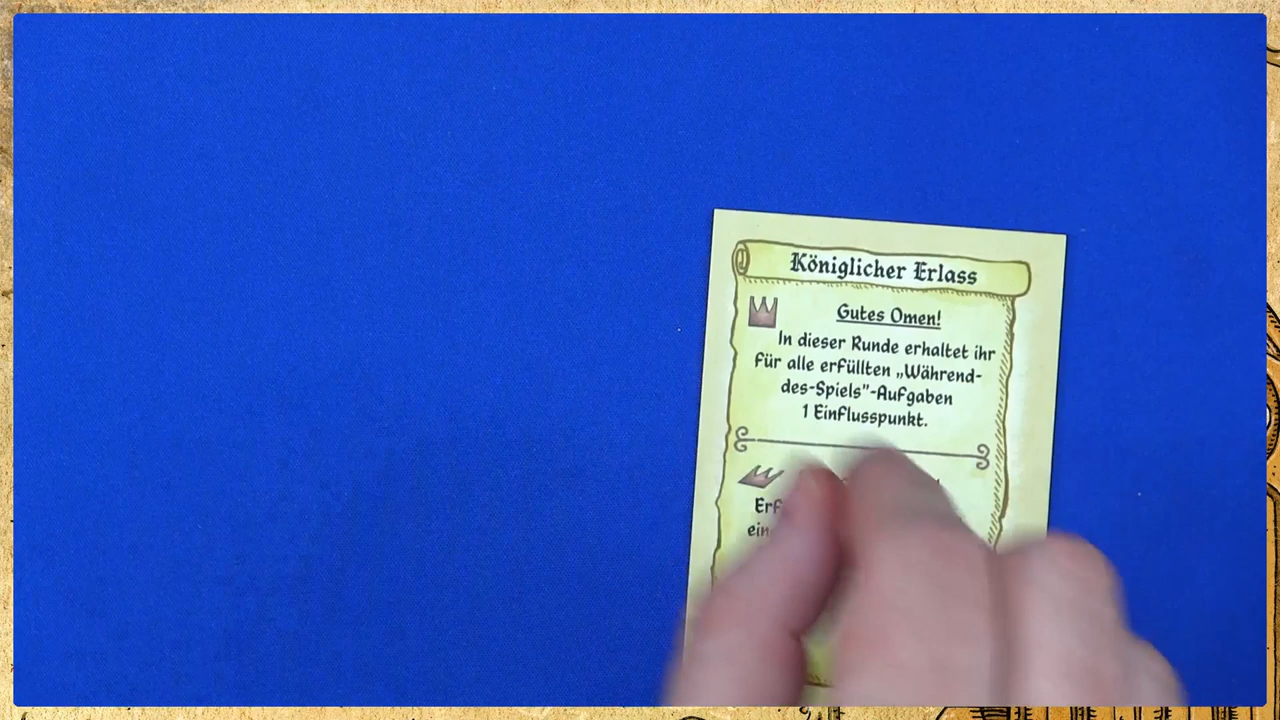 Königlicher Erlass
Gutes Omen!
In dieser Runde erhaltet ihr
für alle erfüllten „Während-
des-Spiels"-Aufgaben
1 Einflusspunkt.